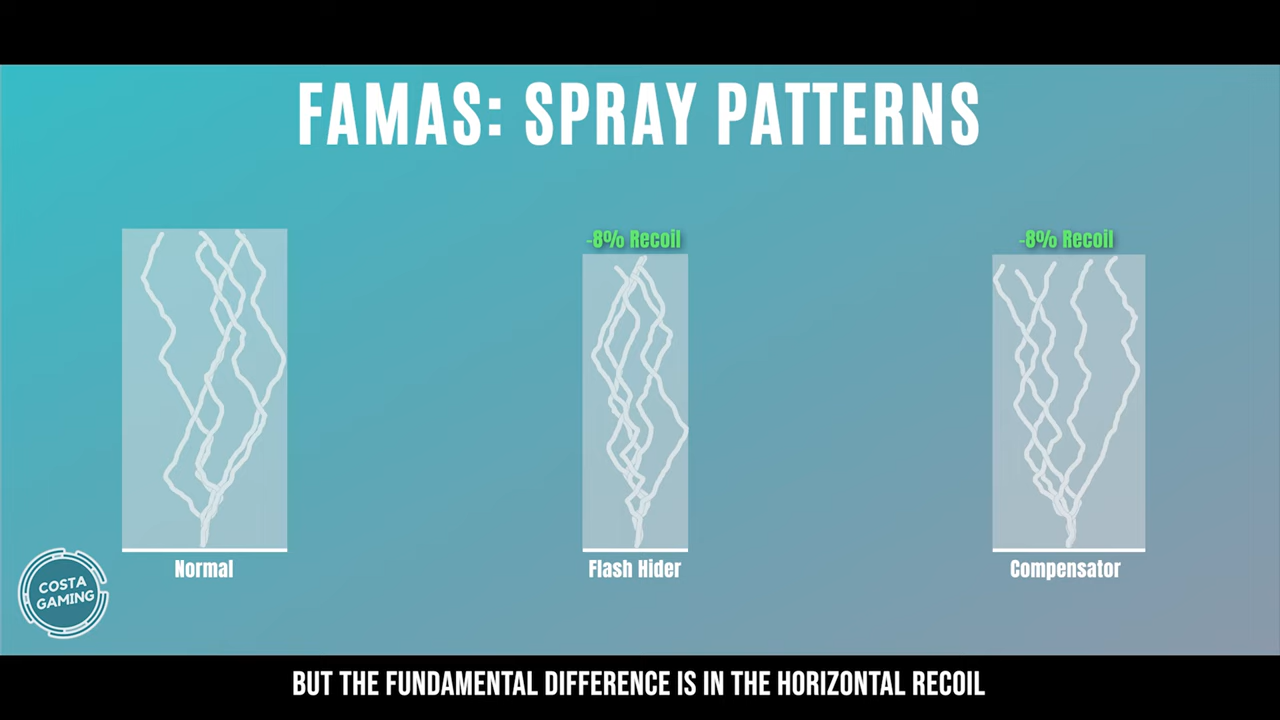 FAMAS: SPRAY PATTERNS
-8% Recoil
-8% Recoil
Normal
Flash Hider
Compensator
COSTA
GAMING
BUT THE FUNDAMENTAL DIFFERENCE IS IN THE HORIZONTAL RECOIL